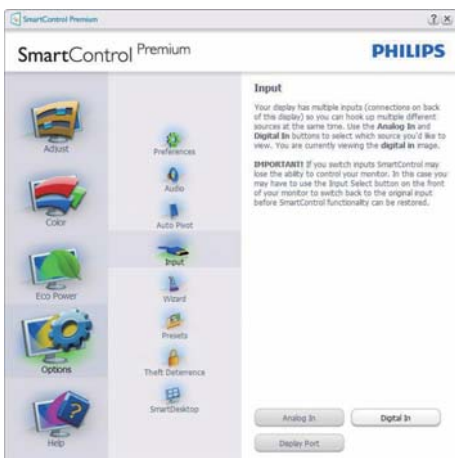 SmartControl Premium
SmartControl Premium
PHILIPS
Adjust
Color
Eco Power
Options
Help
Preferences
Audio
Auto Pivot
Input
Wizard
Presets
Theft Deterrence
SmartDesktop
Input
Your display has multiple inputs (connections on back
of this display) so you can hook up multiple different
sources at the same time. Use the Analog In and
Digital In buttons to select which source you'd like to
view. You are currently viewing the digital in image.
IMPORTANT! If you switch inputs SmartControl may
lose the ability to control your monitor. In this case you
may have to use the Input Select button on the front
of your monitor to switch back to the original input
before SmartControl functionality can be restored.
Analog In
Digital In
Display Port